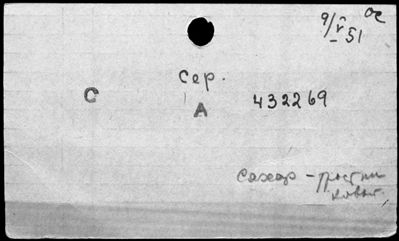 9/V 51
Сер.
С
А
432269
Сахар -